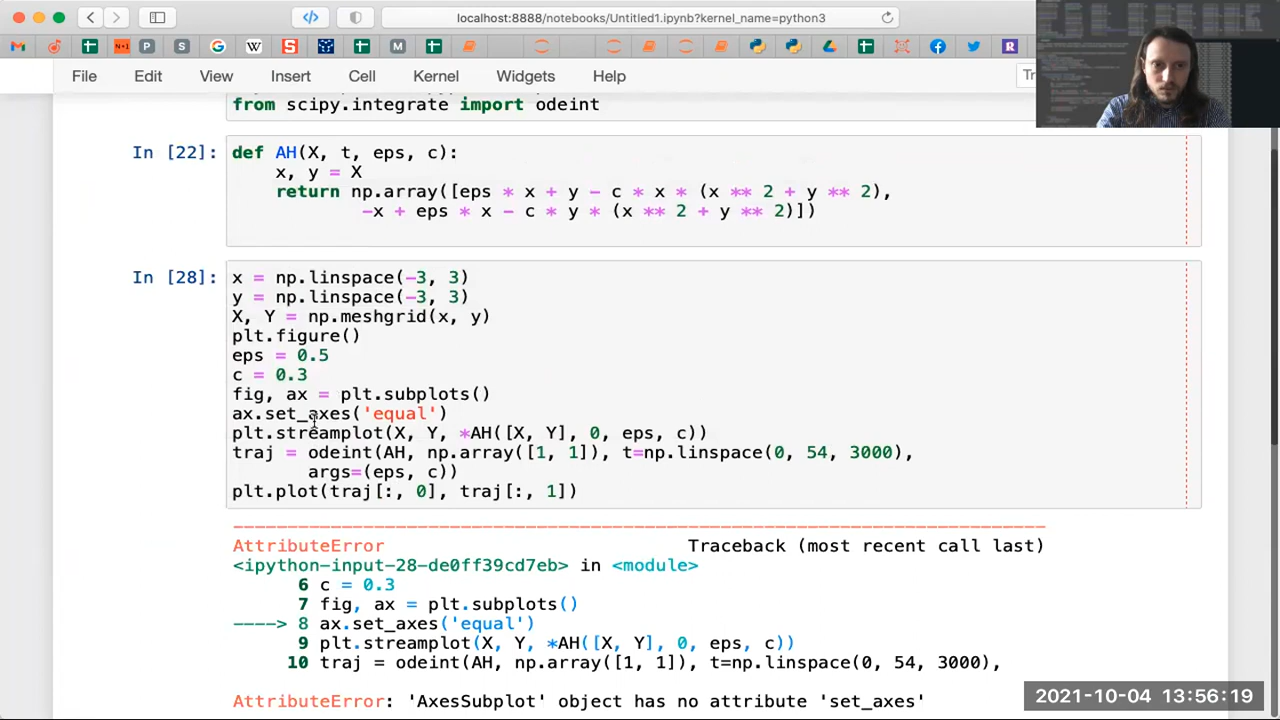 localhost:8888/notebooks/Untitled1.ipynb?kernel_name=python3
File Edit View Insert Cell Kernel Widgets Help Tr
from scipy.integrate import odeint
In [22]: def AH(X, t, eps, c):
x, y = X
return np.array([eps * x + y - c * x * (x ** 2 + y ** 2),
-x + eps * x - c * y * (x ** 2 + y ** 2)])
In [28]: x = np.linspace(-3, 3)
y = np.linspace(-3, 3)
X, Y = np.meshgrid(x, y)
plt.figure()
eps = 0.5
c = 0.3
fig, ax = plt.subplots()
ax.set_axes('equal')
plt.streamplot(X, Y, *AH([X, Y], 0, eps, c))
traj = odeint(AH, np.array([1, 1]), t=np.linspace(0, 54, 3000),
args=(eps, c))
plt.plot(traj[:, 0], traj[:, 1])
AttributeError Traceback (most recent call last)
<ipython-input-28-de0ff39cd7eb> in <module>
6 c = 0.3
7 fig, ax = plt.subplots()
----> 8 ax.set_axes('equal')
9 plt.streamplot(X, Y, *AH([X, Y], 0, eps, c))
10 traj = odeint(AH, np.array([1, 1]), t=np.linspace(0, 54, 3000),
AttributeError: 'AxesSubplot' object has no attribute 'set_axes'
2021-10-04 13:56:19